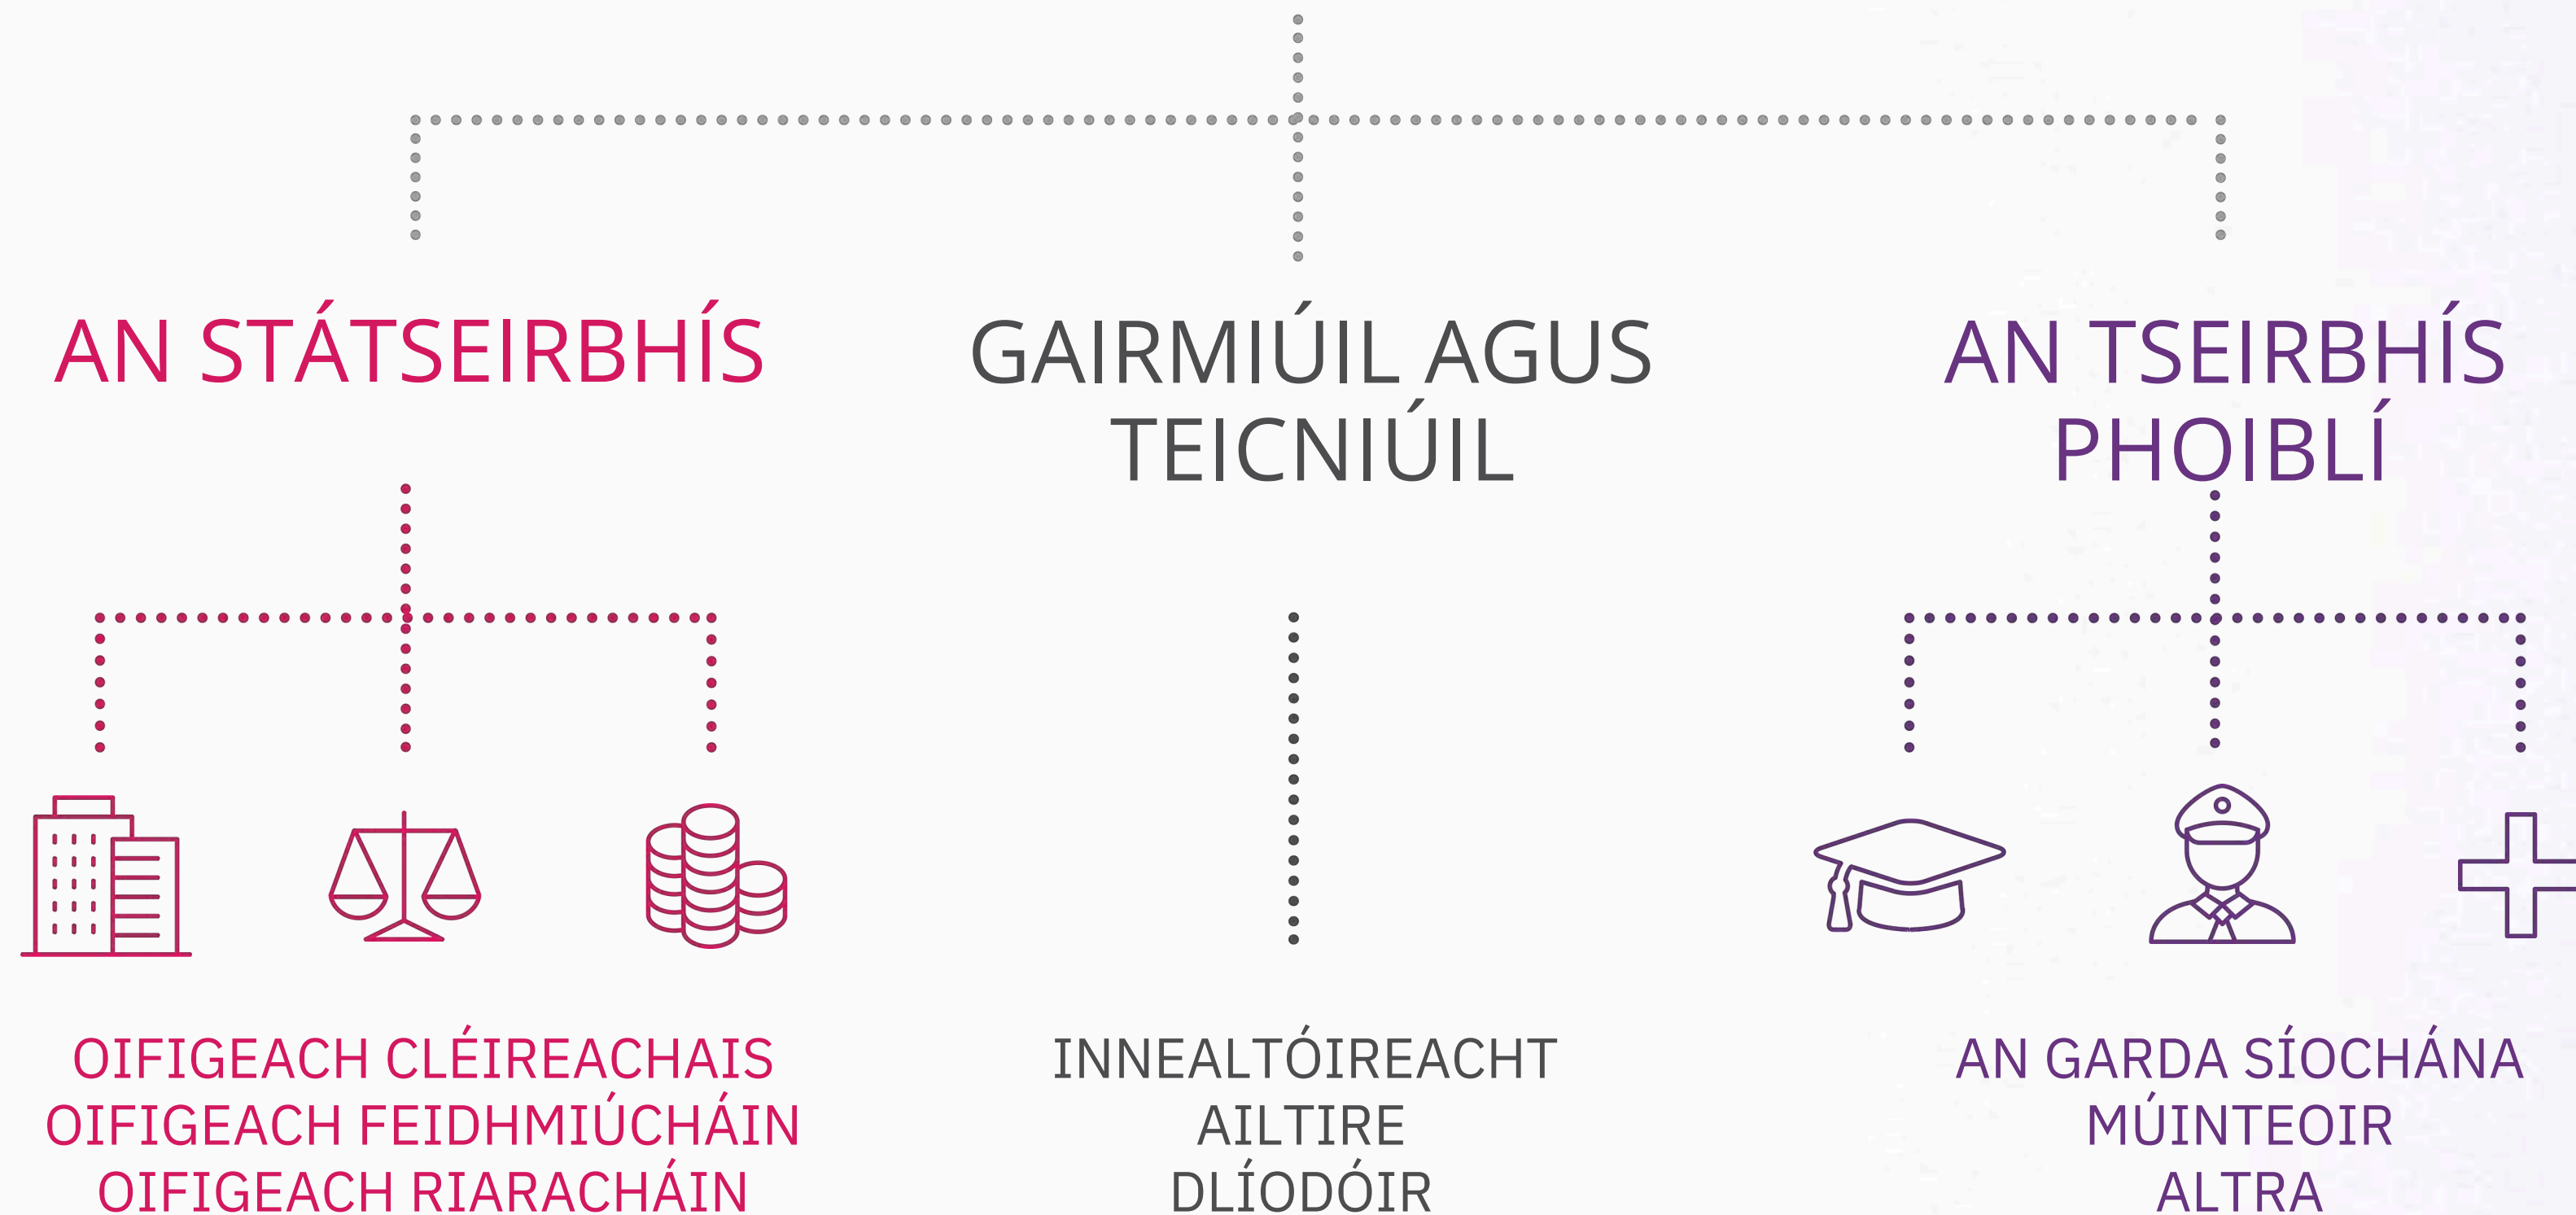 AN STÁTSEIRBHÍS
OIFIGEACH CLÉIREACHAIS
OIFIGEACH FEIDHMIÚCHÁIN
OIFIGEACH RIARACHÁIN
GAIRMIÚIL AGUS
TEICNIÚIL
INNEALTÓIREACHT
AILTIRE
DLÍODÓIR
AN TSEIRBHÍS
PHOIBLÍ
AN GARDA SÍOCHÁNA
MÚINTEOIR
ALTRA